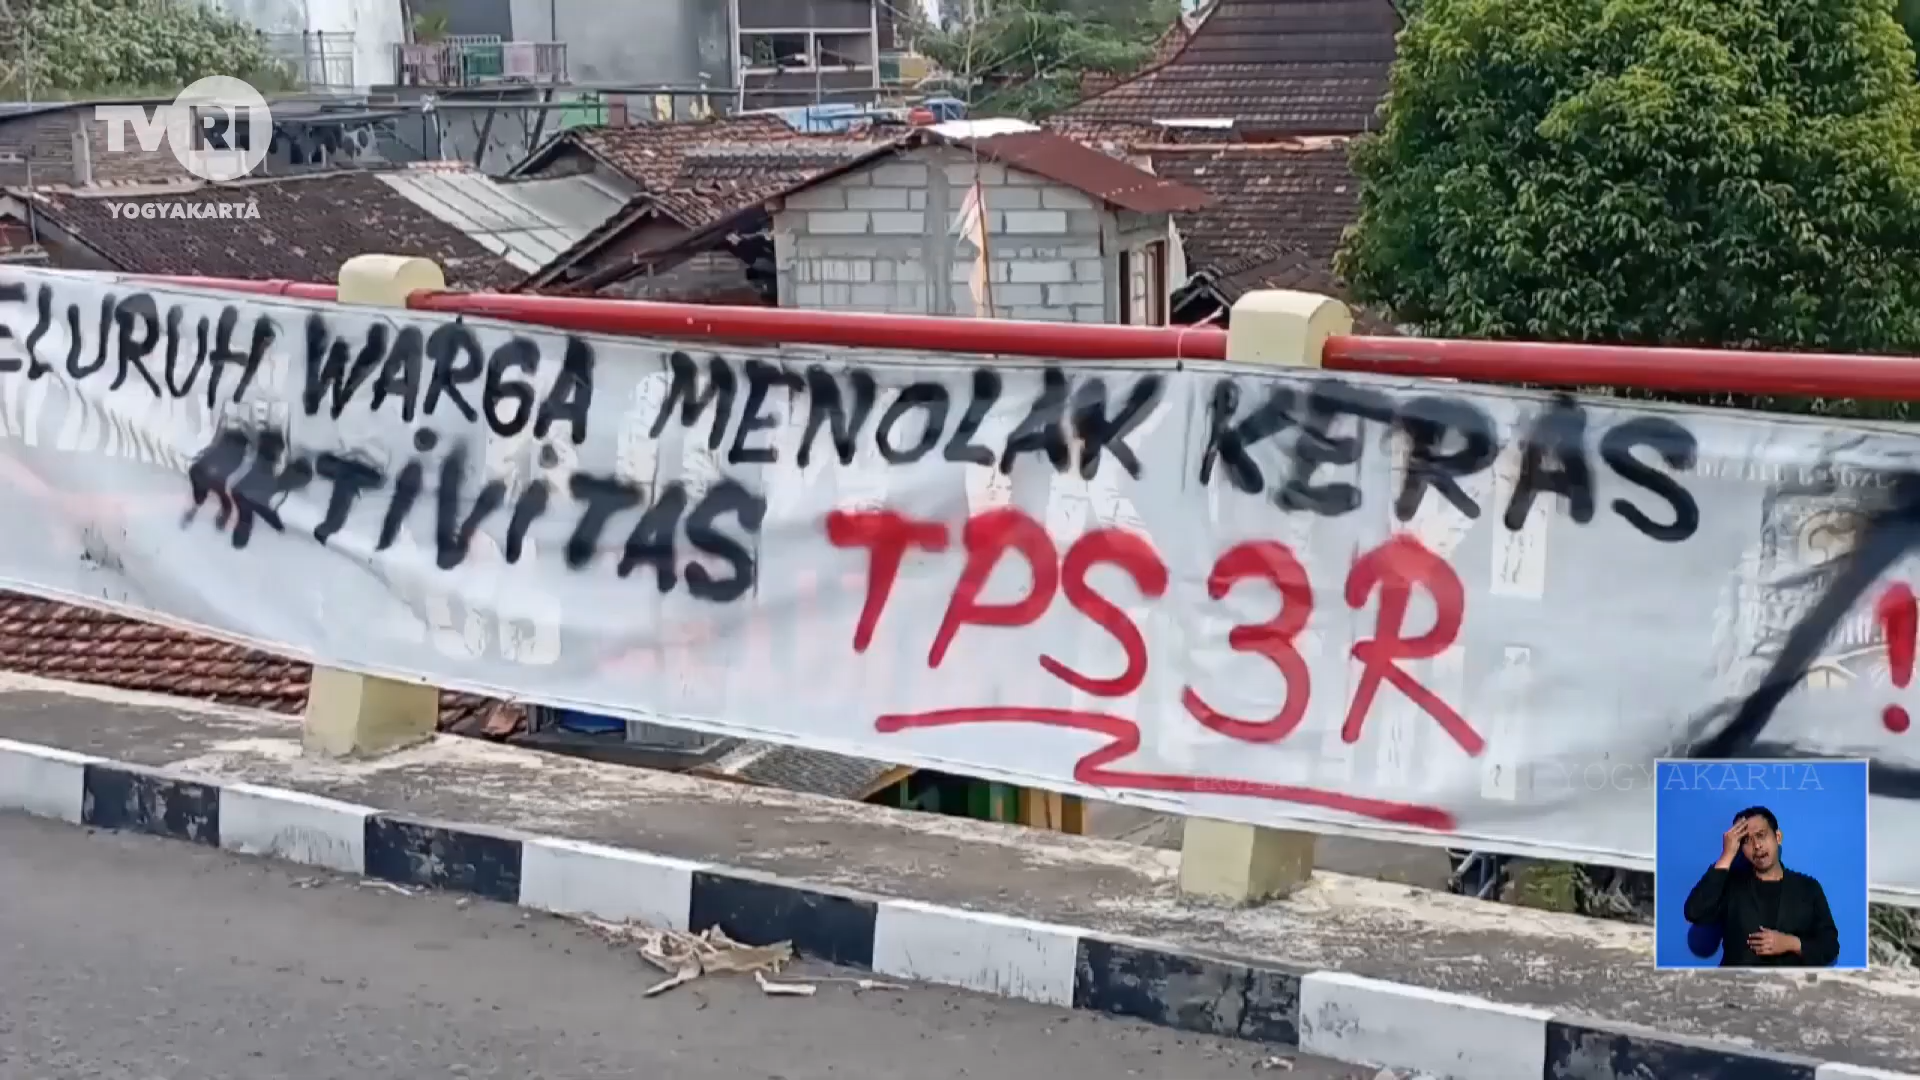 TVRI
YOGYAKARTA
ELURUH WARGA MENOLAK KERAS
AKTiViTAS TPS3R
!
YOGYAKARTA